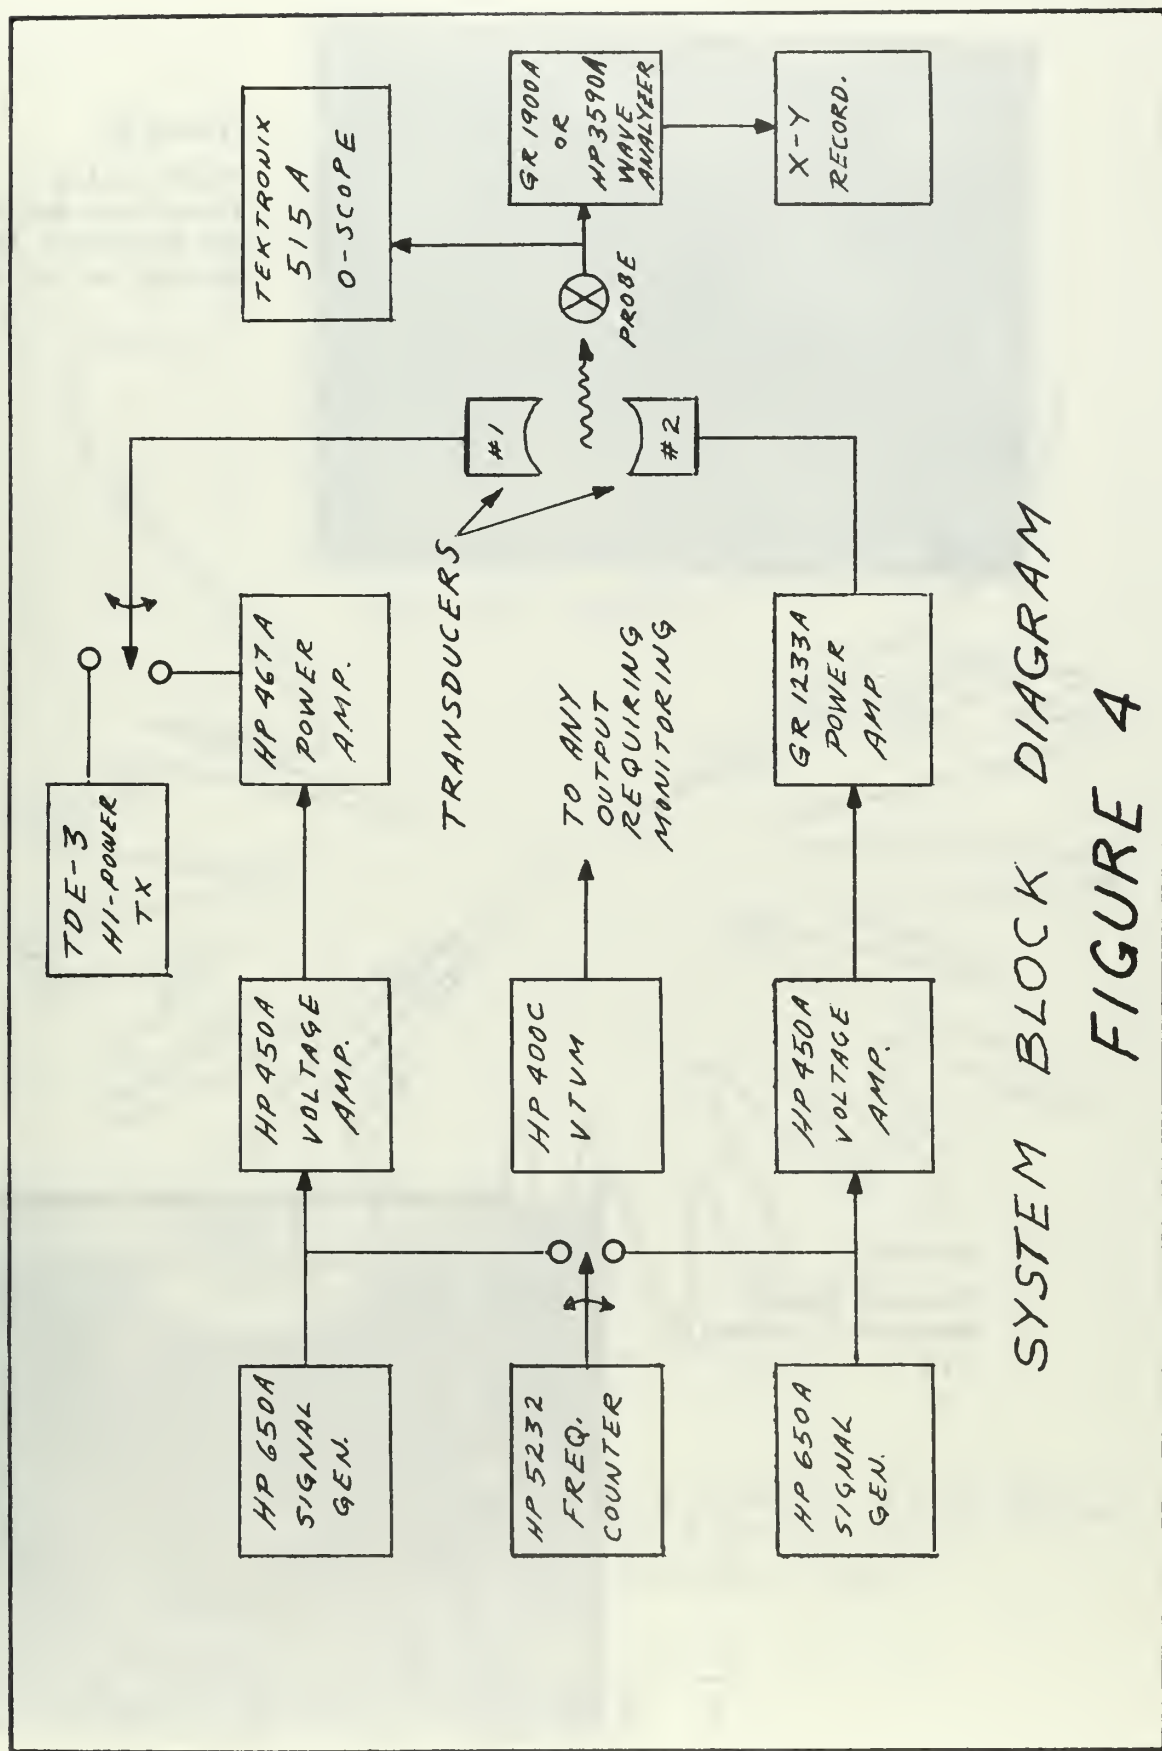 TDE-3
HI-POWER
TX
HP 650A
SIGNAL
GEN.
HP 450A
VOLTAGE
AMP.
HP 467A
POWER
AMP.
TEKTRONIX
515A
O-SCOPE
TRANSDUCERS
#1
#2
PROBE
GR 1900A
OR
HP3590A
WAVE
ANALYZER
X-Y
RECORD.
HP 5232
FREQ.
COUNTER
HP 400C
VTVM
TO ANY
OUTPUT
REQUIRING
MONITORING
HP 650A
SIGNAL
GEN.
HP 450A
VOLTAGE
AMP.
GR 1233A
POWER
AMP
SYSTEM BLOCK DIAGRAM
FIGURE 4